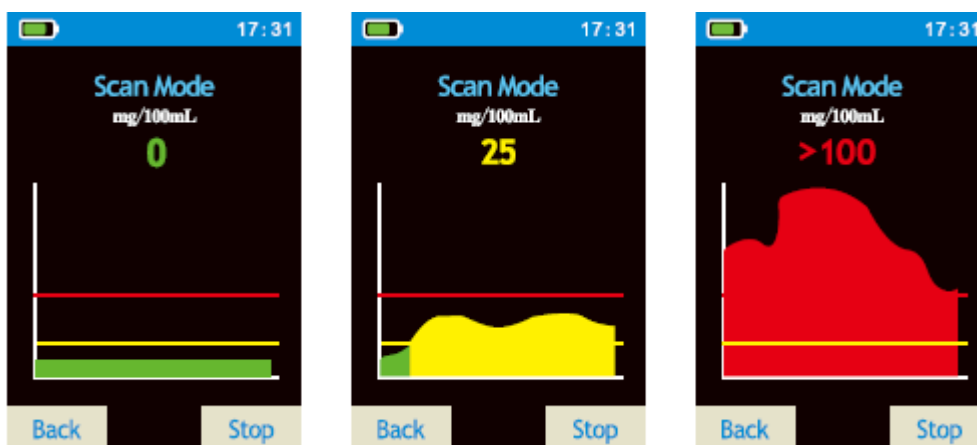 17:31
Scan Mode
mg/100mL
0
Back Stop
17:31
Scan Mode
mg/100mL
25
Back Stop
17:31
Scan Mode
mg/100mL
>100
Back Stop